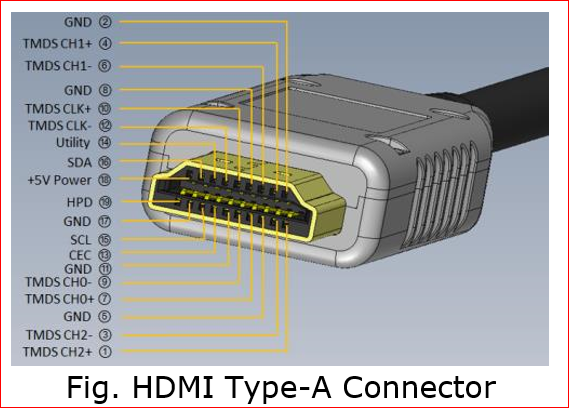 GND ②
TMDS CH1+ ④
TMDS CH1- ⑥
GND ⑧
TMDS CLK+ ⑩
TMDS CLK- ⑫
Utility ⑭
SDA ⑯
+5V Power ⑱
HPD ⑲
GND ⑰
SCL ⑮
CEC ⑬
GND ⑪
TMDS CH0- ⑨
TMDS CH0+ ⑦
GND ⑤
TMDS CH2- ③
TMDS CH2+ ①
Fig. HDMI Type-A Connector